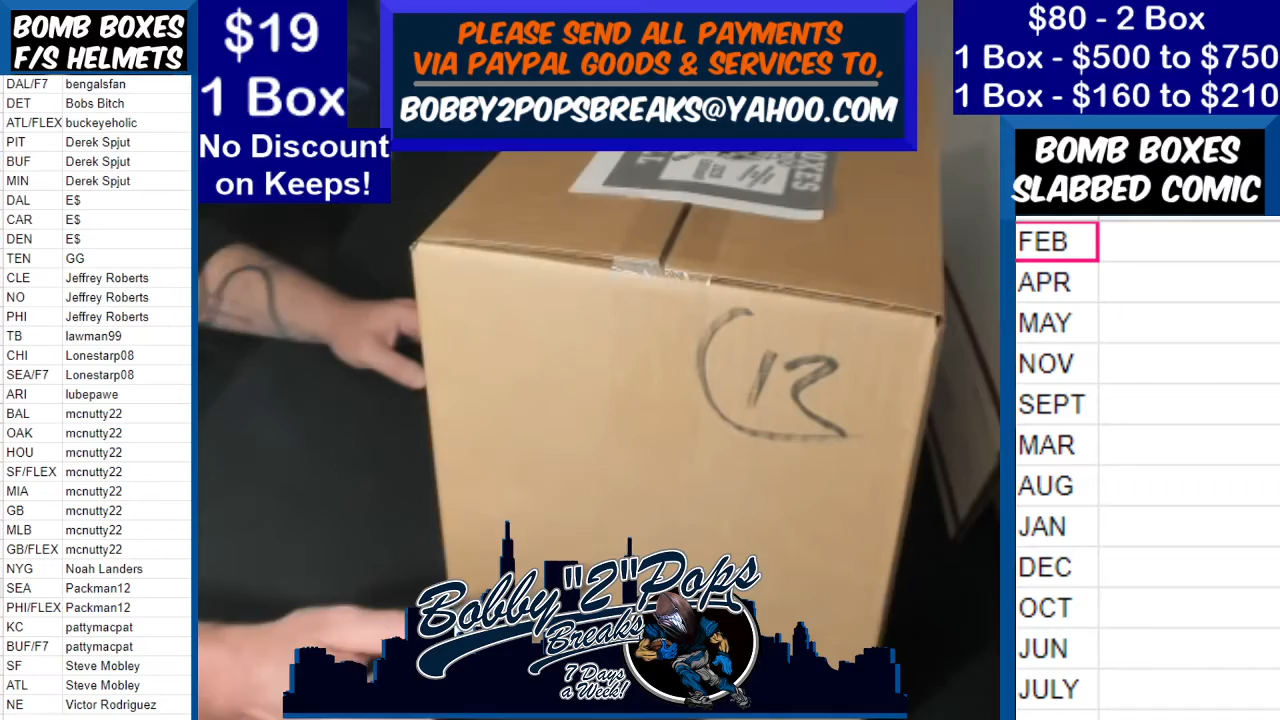 BOMB BOXES
F/S HELMETS
DAL/F7 bengalsfan
DET Bobs Bitch
ATL/FLEX buckeyeholic
PIT Derek Spjut
BUF Derek Spjut
MIN Derek Spjut
DAL E$
CAR E$
DEN E$
TEN GG
CLE Jeffrey Roberts
NO Jeffrey Roberts
PHI Jeffrey Roberts
TB lawman99
CHI Lonestarp08
SEA/F7 Lonestarp08
ARI lubepawe
BAL mcnutty22
OAK mcnutty22
HOU mcnutty22
SF/FLEX mcnutty22
MIA mcnutty22
GB mcnutty22
MLB mcnutty22
GB/FLEX mcnutty22
NYG Noah Landers
SEA Packman12
PHI/FLEX Packman12
KC pattymacpat
BUF/F7 pattymacpat
SF Steve Mobley
ATL Steve Mobley
NE Victor Rodriguez
$19
1 Box
No Discount
on Keeps!
PLEASE SEND ALL PAYMENTS
VIA PAYPAL GOODS & SERVICES TO,
BOBBY2POPSBREAKS@YAHOO.COM
12
Bobby "2" Pops
Breaks
7 Days
a Week!
$80 - 2 Box
1 Box - $500 to $750
1 Box - $160 to $210
BOMB BOXES
SLABBED COMIC
FEB
APR
MAY
NOV
SEPT
MAR
AUG
JAN
DEC
OCT
JUN
JULY